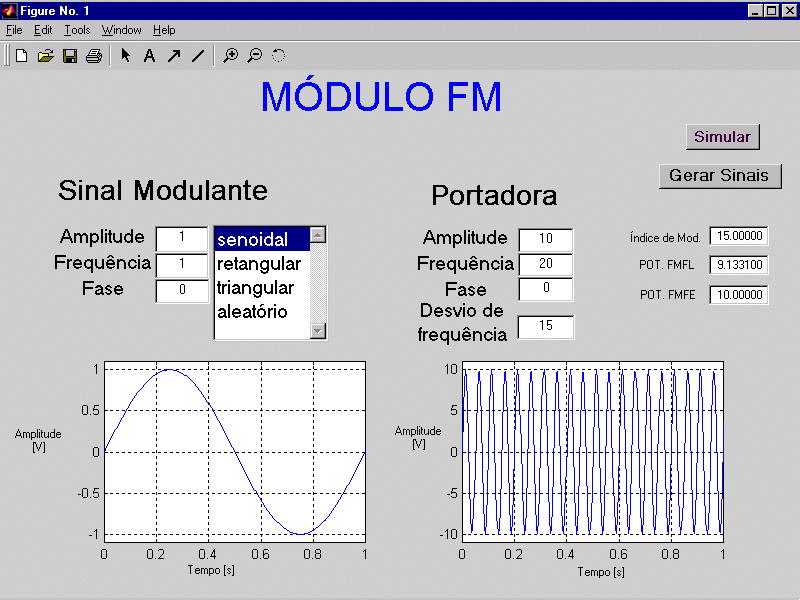 Figure No. 1
File Edit Tools Window Help
A
MÓDULO FM
Simular
Gerar Sinais
Sinal Modulante
Amplitude 1
Frequência 1
Fase 0
senoidal
retangular
triangular
aleatório
Portadora
Amplitude 10
Frequência 20
Fase 0
Desvio de
frequência 15
Índice de Mod. 15.00000
POT. FMFL 9.133100
POT. FMFE 10.00000
1
0.5
0
-0.5
-1
Amplitude
[V]
0 0.2 0.4 0.6 0.8 1
Tempo [s]
10
5
0
-5
-10
Amplitude
[V]
0 0.2 0.4 0.6 0.8 1
Tempo [s]